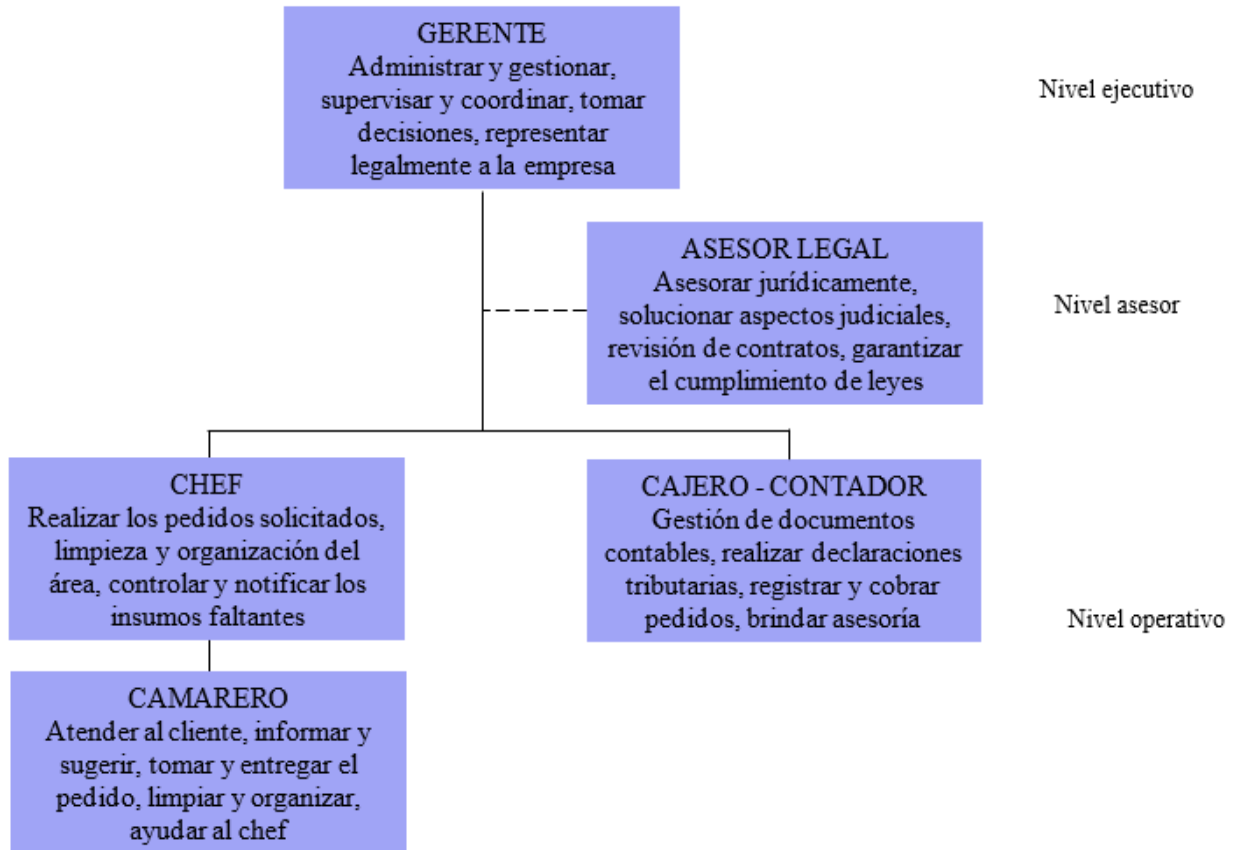 GERENTE
Administrar y gestionar,
supervisar y coordinar, tomar
decisiones, representar
legalmente a la empresa
Nivel ejecutivo
ASESOR LEGAL
Asesorar jurídicamente,
solucionar aspectos judiciales,
revisión de contratos, garantizar
el cumplimiento de leyes
Nivel asesor
CHEF
Realizar los pedidos solicitados,
limpieza y organización del
área, controlar y notificar los
insumos faltantes
CAJERO - CONTADOR
Gestión de documentos
contables, realizar declaraciones
tributarias, registrar y cobrar
pedidos, brindar asesoría
Nivel operativo
CAMARERO
Atender al cliente, informar y
sugerir, tomar y entregar el
pedido, limpiar y organizar,
ayudar al chef